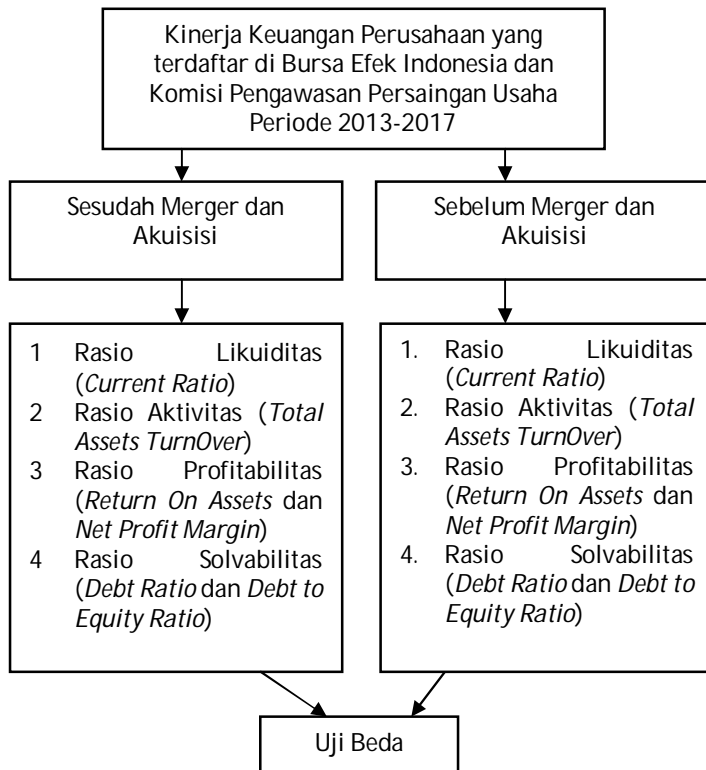 Kinerja Keuangan Perusahaan yang
terdaftar di Bursa Efek Indonesia dan
Komisi Pengawasan Persaingan Usaha
Periode 2013-2017
Sesudah Merger dan
Akuisisi
Sebelum Merger dan
Akuisisi
1 Rasio Likuiditas
(Current Ratio)
2 Rasio Aktivitas (Total
Assets TurnOver)
3 Rasio Profitabilitas
(Return On Assets dan
Net Profit Margin)
4 Rasio Solvabilitas
(Debt Ratio dan Debt to
Equity Ratio)
1. Rasio Likuiditas
(Current Ratio)
2. Rasio Aktivitas (Total
Assets TurnOver)
3. Rasio Profitabilitas
(Return On Assets dan
Net Profit Margin)
4. Rasio Solvabilitas
(Debt Ratio dan Debt to
Equity Ratio)
Uji Beda